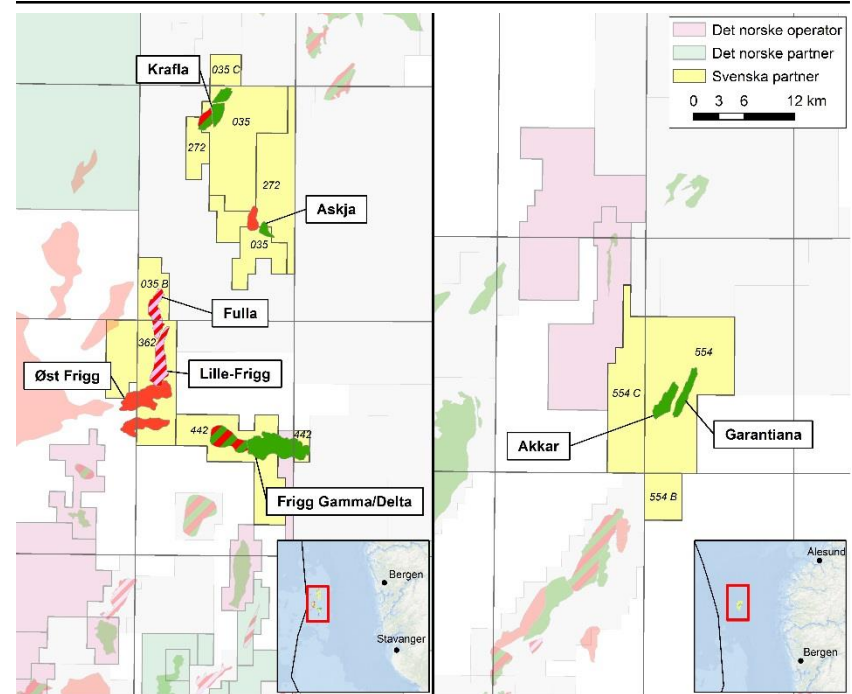 Det norske operator
Det norske partner
Svenska partner
0 3 6 12 km
035 C
Krafla
035
272
272
Askja
035
035 B
Fulla
362
Lille-Frigg
Øst Frigg
442
442
Frigg Gamma/Delta
Bergen
Stavanger
554
554 C
Akkar
Garantiana
554 B
Ålesund
Bergen